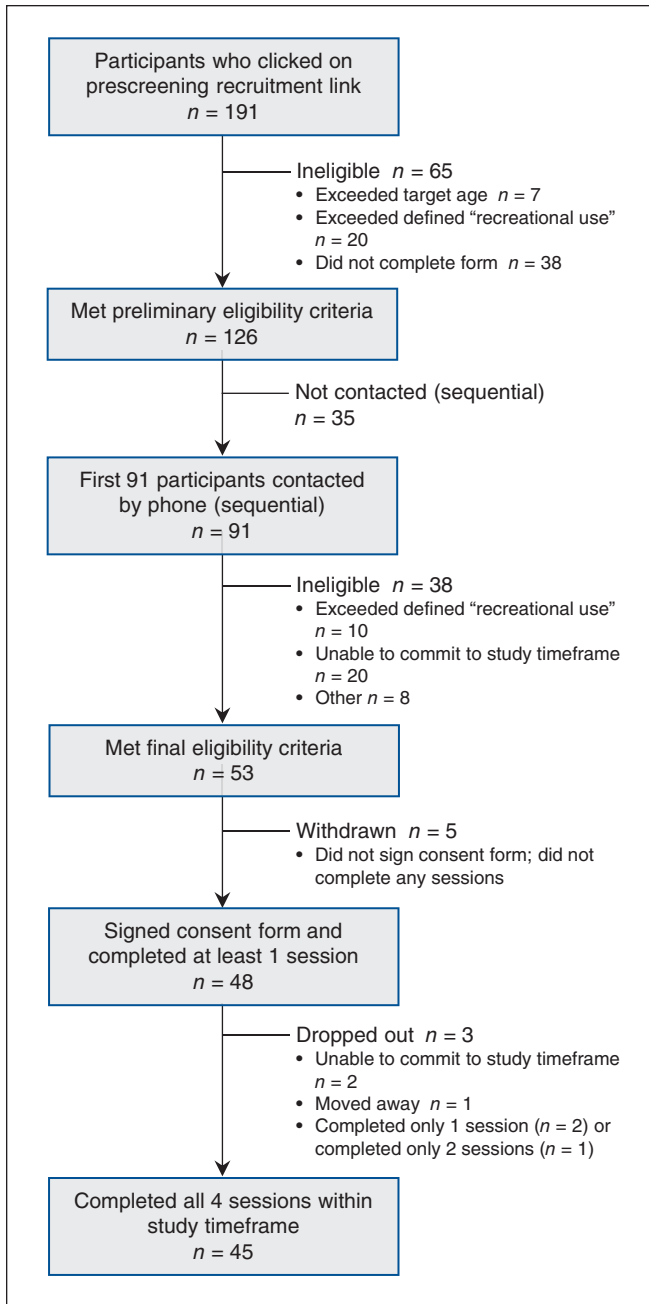 Participants who clicked on
prescreening recruitment link
n = 191
Ineligible n = 65
• Exceeded target age n = 7
• Exceeded defined “recreational use”
n = 20
• Did not complete form n = 38
Met preliminary eligibility criteria
n = 126
Not contacted (sequential)
n = 35
First 91 participants contacted
by phone (sequential)
n = 91
Ineligible n = 38
• Exceeded defined “recreational use”
n = 10
• Unable to commit to study timeframe
n = 20
• Other n = 8
Met final eligibility criteria
n = 53
Withdrawn n = 5
• Did not sign consent form; did not
complete any sessions
Signed consent form and
completed at least 1 session
n = 48
Dropped out n = 3
• Unable to commit to study timeframe
n = 2
• Moved away n = 1
• Completed only 1 session (n = 2) or
completed only 2 sessions (n = 1)
Completed all 4 sessions within
study timeframe
n = 45